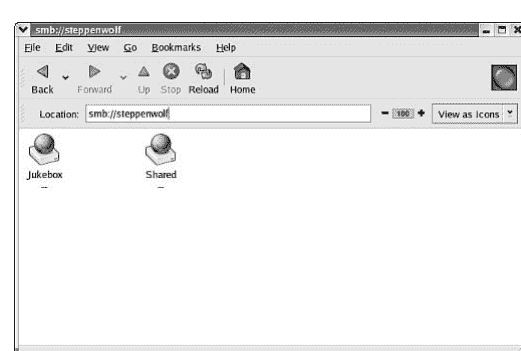 smb://steppenwolf
File Edit View Go Bookmarks Help
Back Forward Up Stop Reload Home
Location: smb://steppenwolf 100 View as Icons
Jukebox Shared
-- --